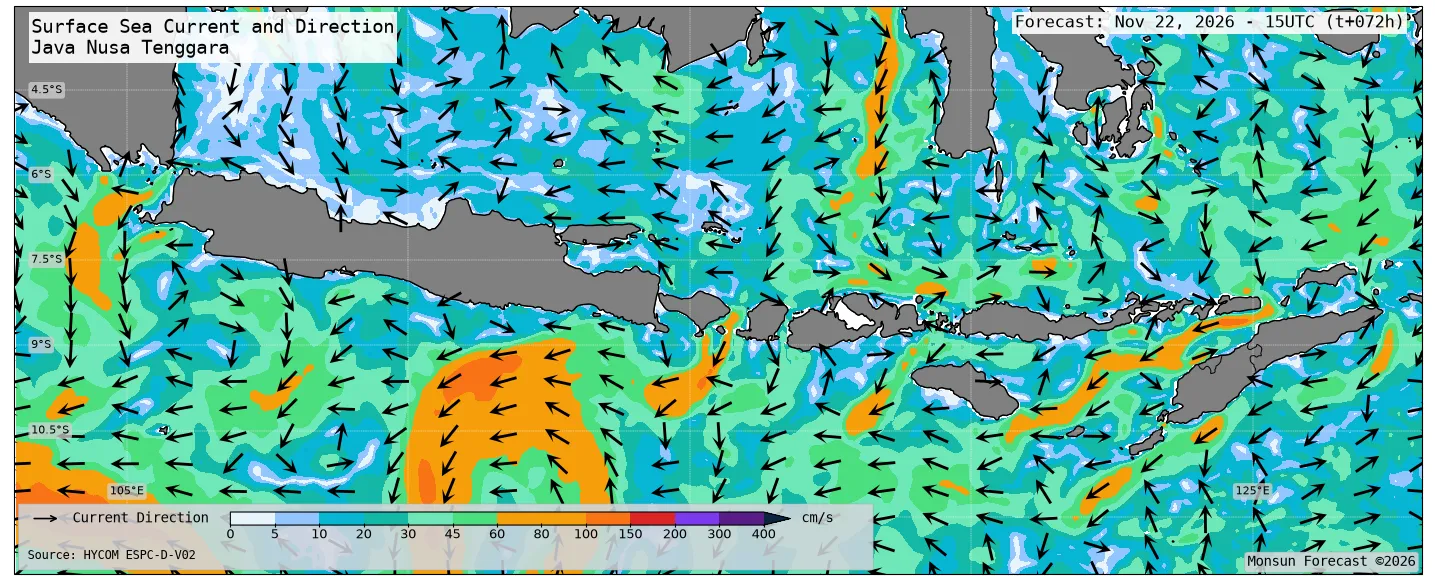 Surface Sea Current and Direction
Java Nusa Tenggara
Forecast: Nov 22, 2026 - 15UTC (t+072h)
4.5°S
6°S
7.5°S
9°S
10.5°S
105°E
125°E
Current Direction
0 5 10 20 30 45 60 80 100 150 200 300 400 cm/s
Source: HYCOM ESPC-D-V02
Monsun Forecast ©2026